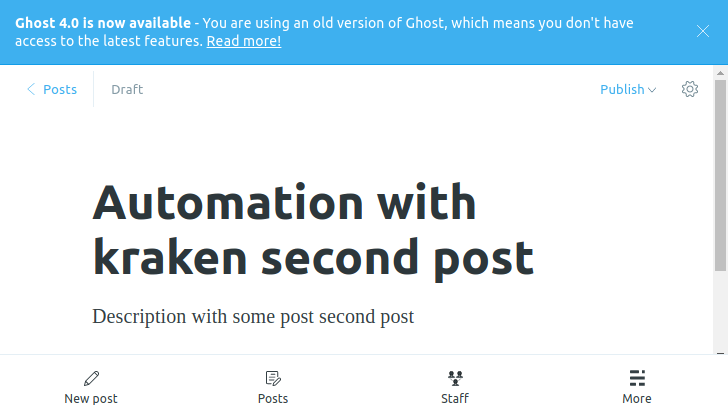 Ghost 4.0 is now available - You are using an old version of Ghost, which means you don't have
access to the latest features. Read more!
Posts
Draft
Publish
Automation with
kraken second post
Description with some post second post
New post
Posts
Staff
More